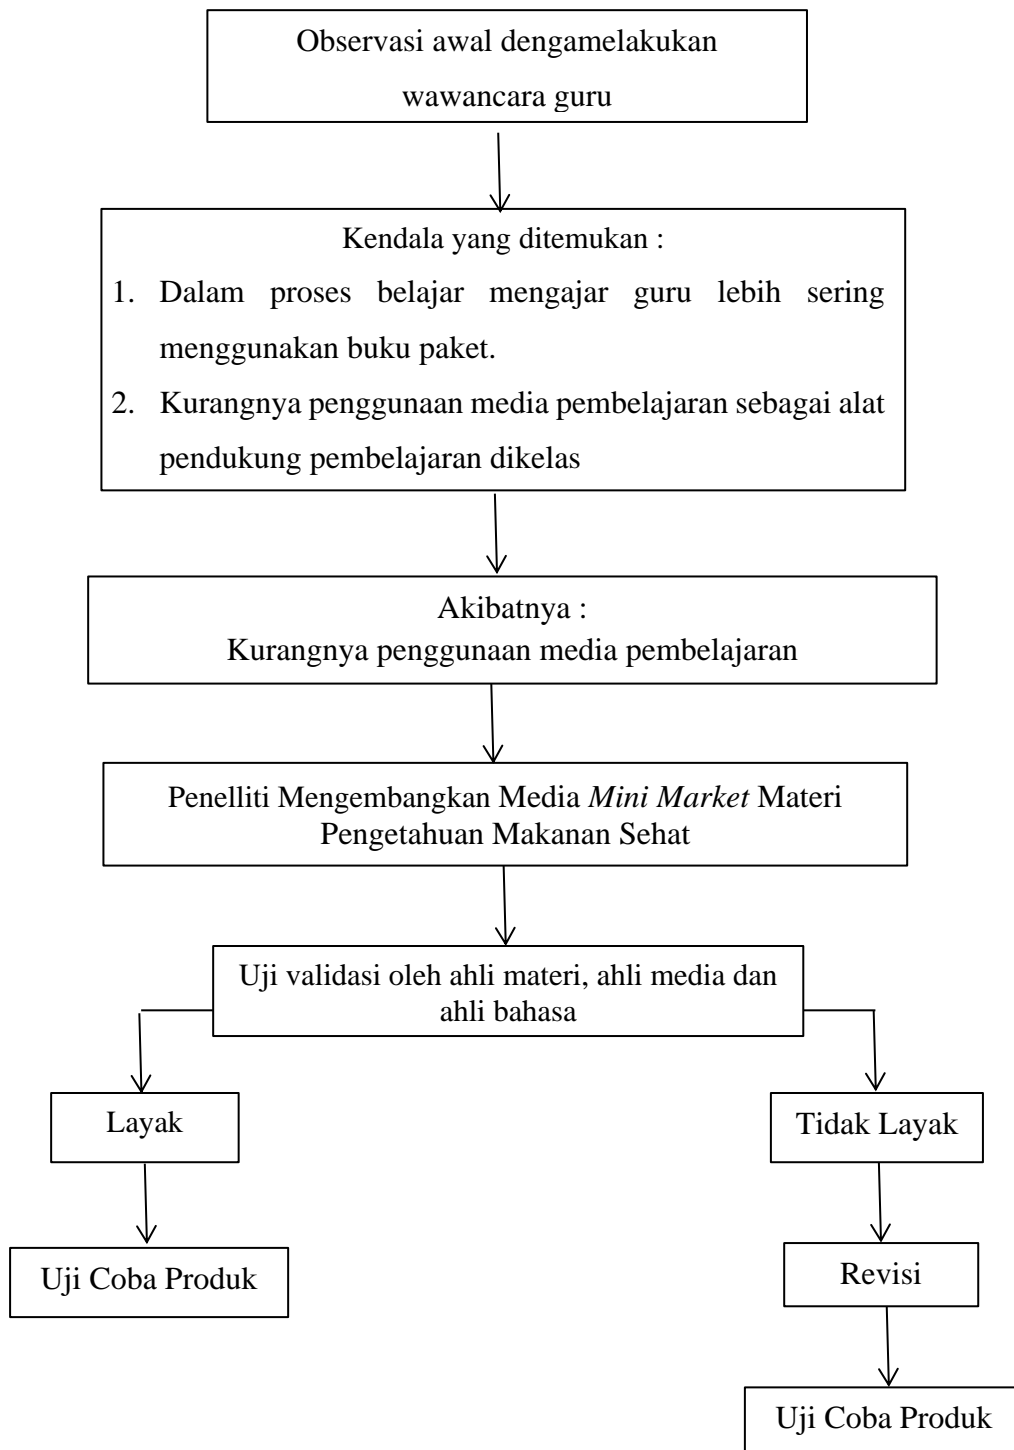 Observasi awal dengamelakukan
wawancara guru
Kendala yang ditemukan :
1. Dalam proses belajar mengajar guru lebih sering
menggunakan buku paket.
2. Kurangnya penggunaan media pembelajaran sebagai alat
pendukung pembelajaran dikelas
Akibatnya :
Kurangnya penggunaan media pembelajaran
Penelliti Mengembangkan Media Mini Market Materi
Pengetahuan Makanan Sehat
Uji validasi oleh ahli materi, ahli media dan
ahli bahasa
Layak
Tidak Layak
Uji Coba Produk
Revisi
Uji Coba Produk